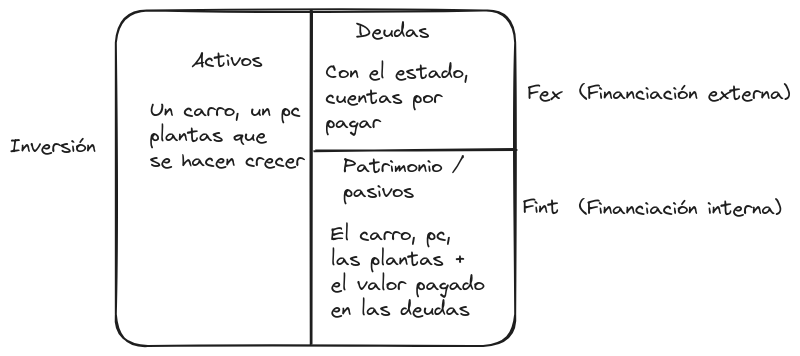 Inversión
Activos
Un carro, un pc
plantas que
se hacen crecer
Deudas
Con el estado,
cuentas por
pagar
Fex (Financiación externa)
Patrimonio /
pasivos
El carro, pc,
las plantas +
el valor pagado
en las deudas
Fint (Financiación interna)